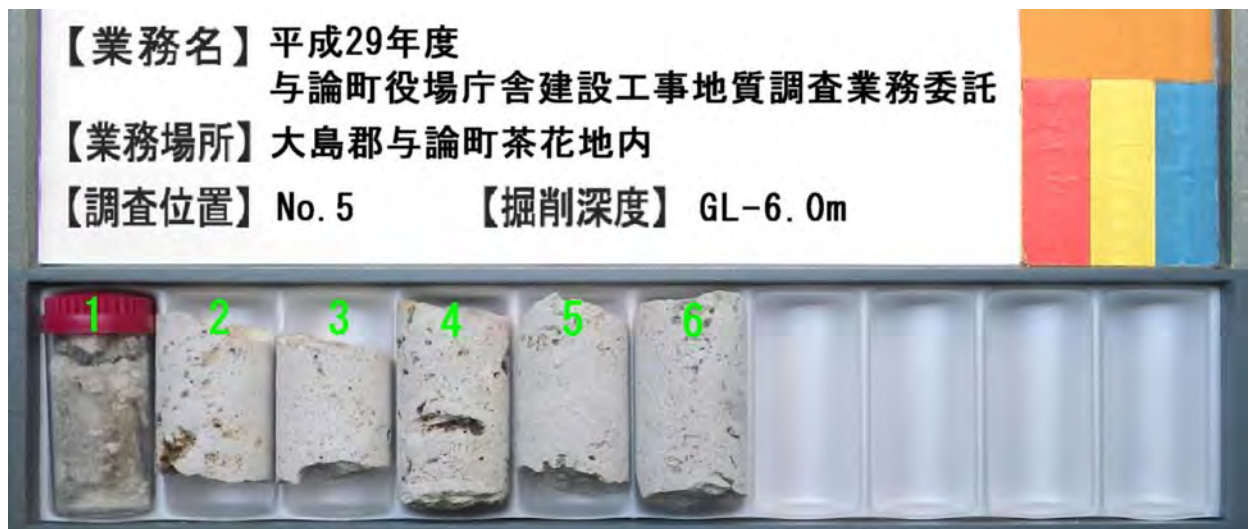 【業務名】平成29年度
与論町役場庁舎建設工事地質調査業務委託
【業務場所】大島郡与論町茶花地内
【調査位置】No.5 【掘削深度】GL-6.0m
1 2 3 4 5 6